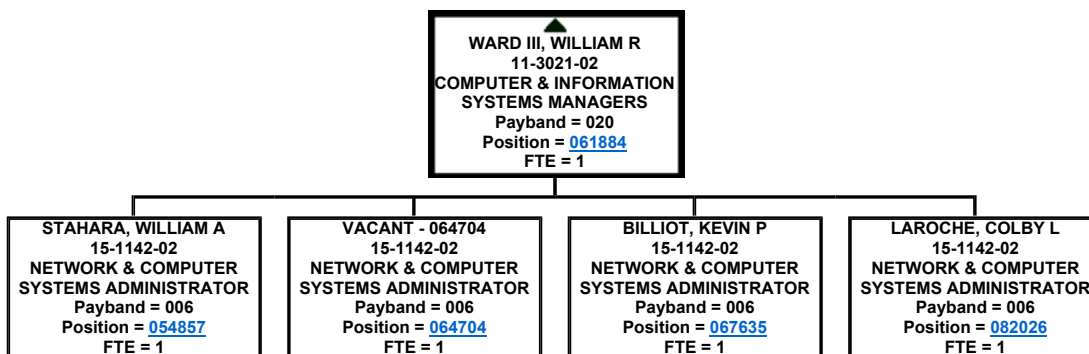 WARD III, WILLIAM R
11-3021-02
COMPUTER & INFORMATION
SYSTEMS MANAGERS
Payband = 020
Position = 061884
FTE = 1
STAHARA, WILLIAM A
15-1142-02
NETWORK & COMPUTER
SYSTEMS ADMINISTRATOR
Payband = 006
Position = 054857
FTE = 1
VACANT - 064704
15-1142-02
NETWORK & COMPUTER
SYSTEMS ADMINISTRATOR
Payband = 006
Position = 064704
FTE = 1
BILLIOT, KEVIN P
15-1142-02
NETWORK & COMPUTER
SYSTEMS ADMINISTRATOR
Payband = 006
Position = 067635
FTE = 1
LAROCHE, COLBY L
15-1142-02
NETWORK & COMPUTER
SYSTEMS ADMINISTRATOR
Payband = 006
Position = 082026
FTE = 1